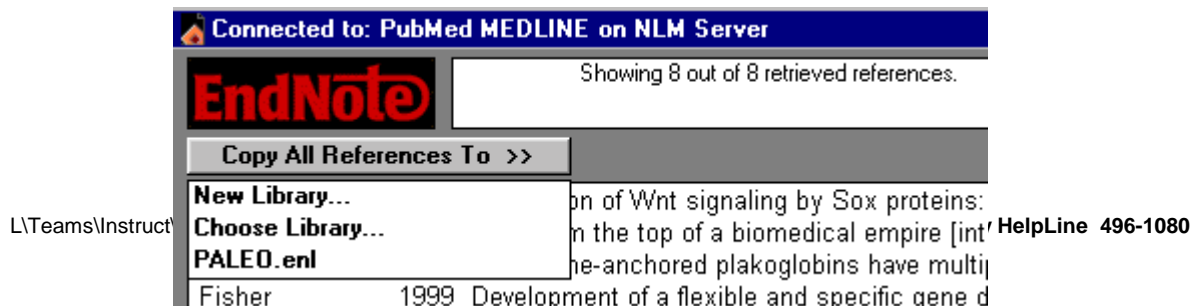 Connected to: PubMed MEDLINE on NLM Server
EndNote
Showing 8 out of 8 retrieved references.
Copy All References To >>
New Library...
on of Wnt signaling by Sox proteins:
L\Teams\Instruct\
Choose Library...
m the top of a biomedical empire [int
HelpLine 496-1080
PALEO.enl
ne-anchored plakoglobins have multip
Fisher 1999 Development of a flexible and specific gene d